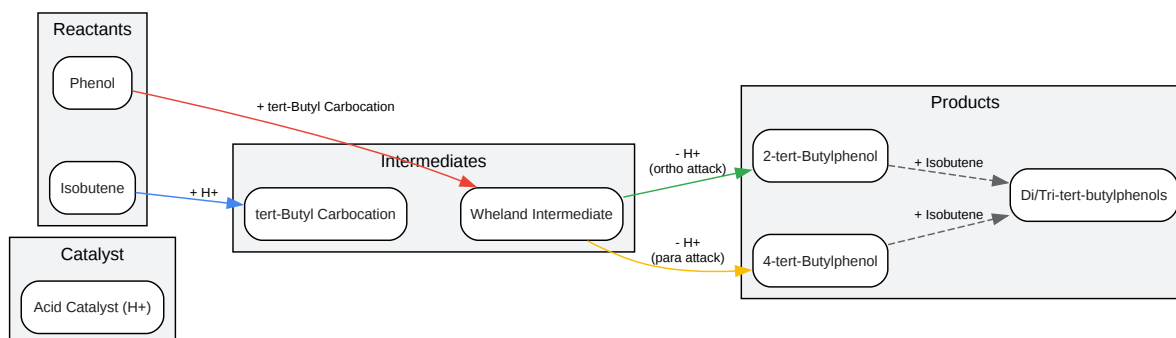 Reactants
Phenol
Isobutene
Catalyst
Acid Catalyst (H+)
+ tert-Butyl Carbocation
+ H+
Intermediates
tert-Butyl Carbocation
Wheland Intermediate
- H+
(ortho attack)
- H+
(para attack)
Products
2-tert-Butylphenol
4-tert-Butylphenol
+ Isobutene
+ Isobutene
Di/Tri-tert-butylphenols